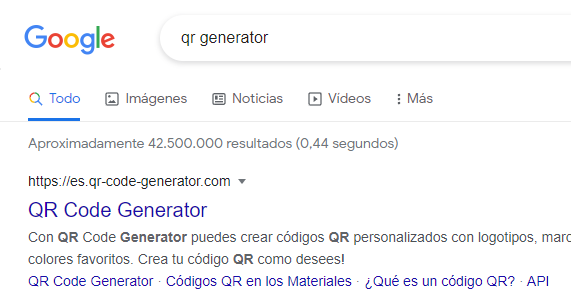 Google
qr generator
Todo Imágenes Noticias Videos Más
Aproximadamente 42.500.000 resultados (0,44 segundos)
https://es.qr-code-generator.com
QR Code Generator
Con QR Code Generator puedes crear códigos QR personalizados con logotipos,
colores favoritos. Crea tu código QR como desees!
QR Code Generator · Códigos QR en los Materiales · ¿Qué es un código QR? · API